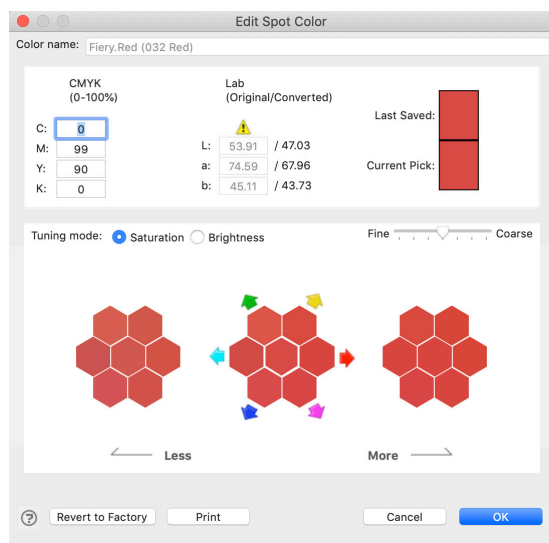 Edit Spot Color
Color name: Fiery.Red (032 Red)
CMYK
(0-100%)
Lab
(Original/Converted)
Last Saved:
C: 0
M: 99
L: 53.91 / 47.03
Y: 90
a: 74.59 / 67.96
Current Pick:
K: 0
b: 45.11 / 43.73
Tuning mode: Saturation Brightness
Fine Coarse
Less
More
? Revert to Factory Print Cancel OK